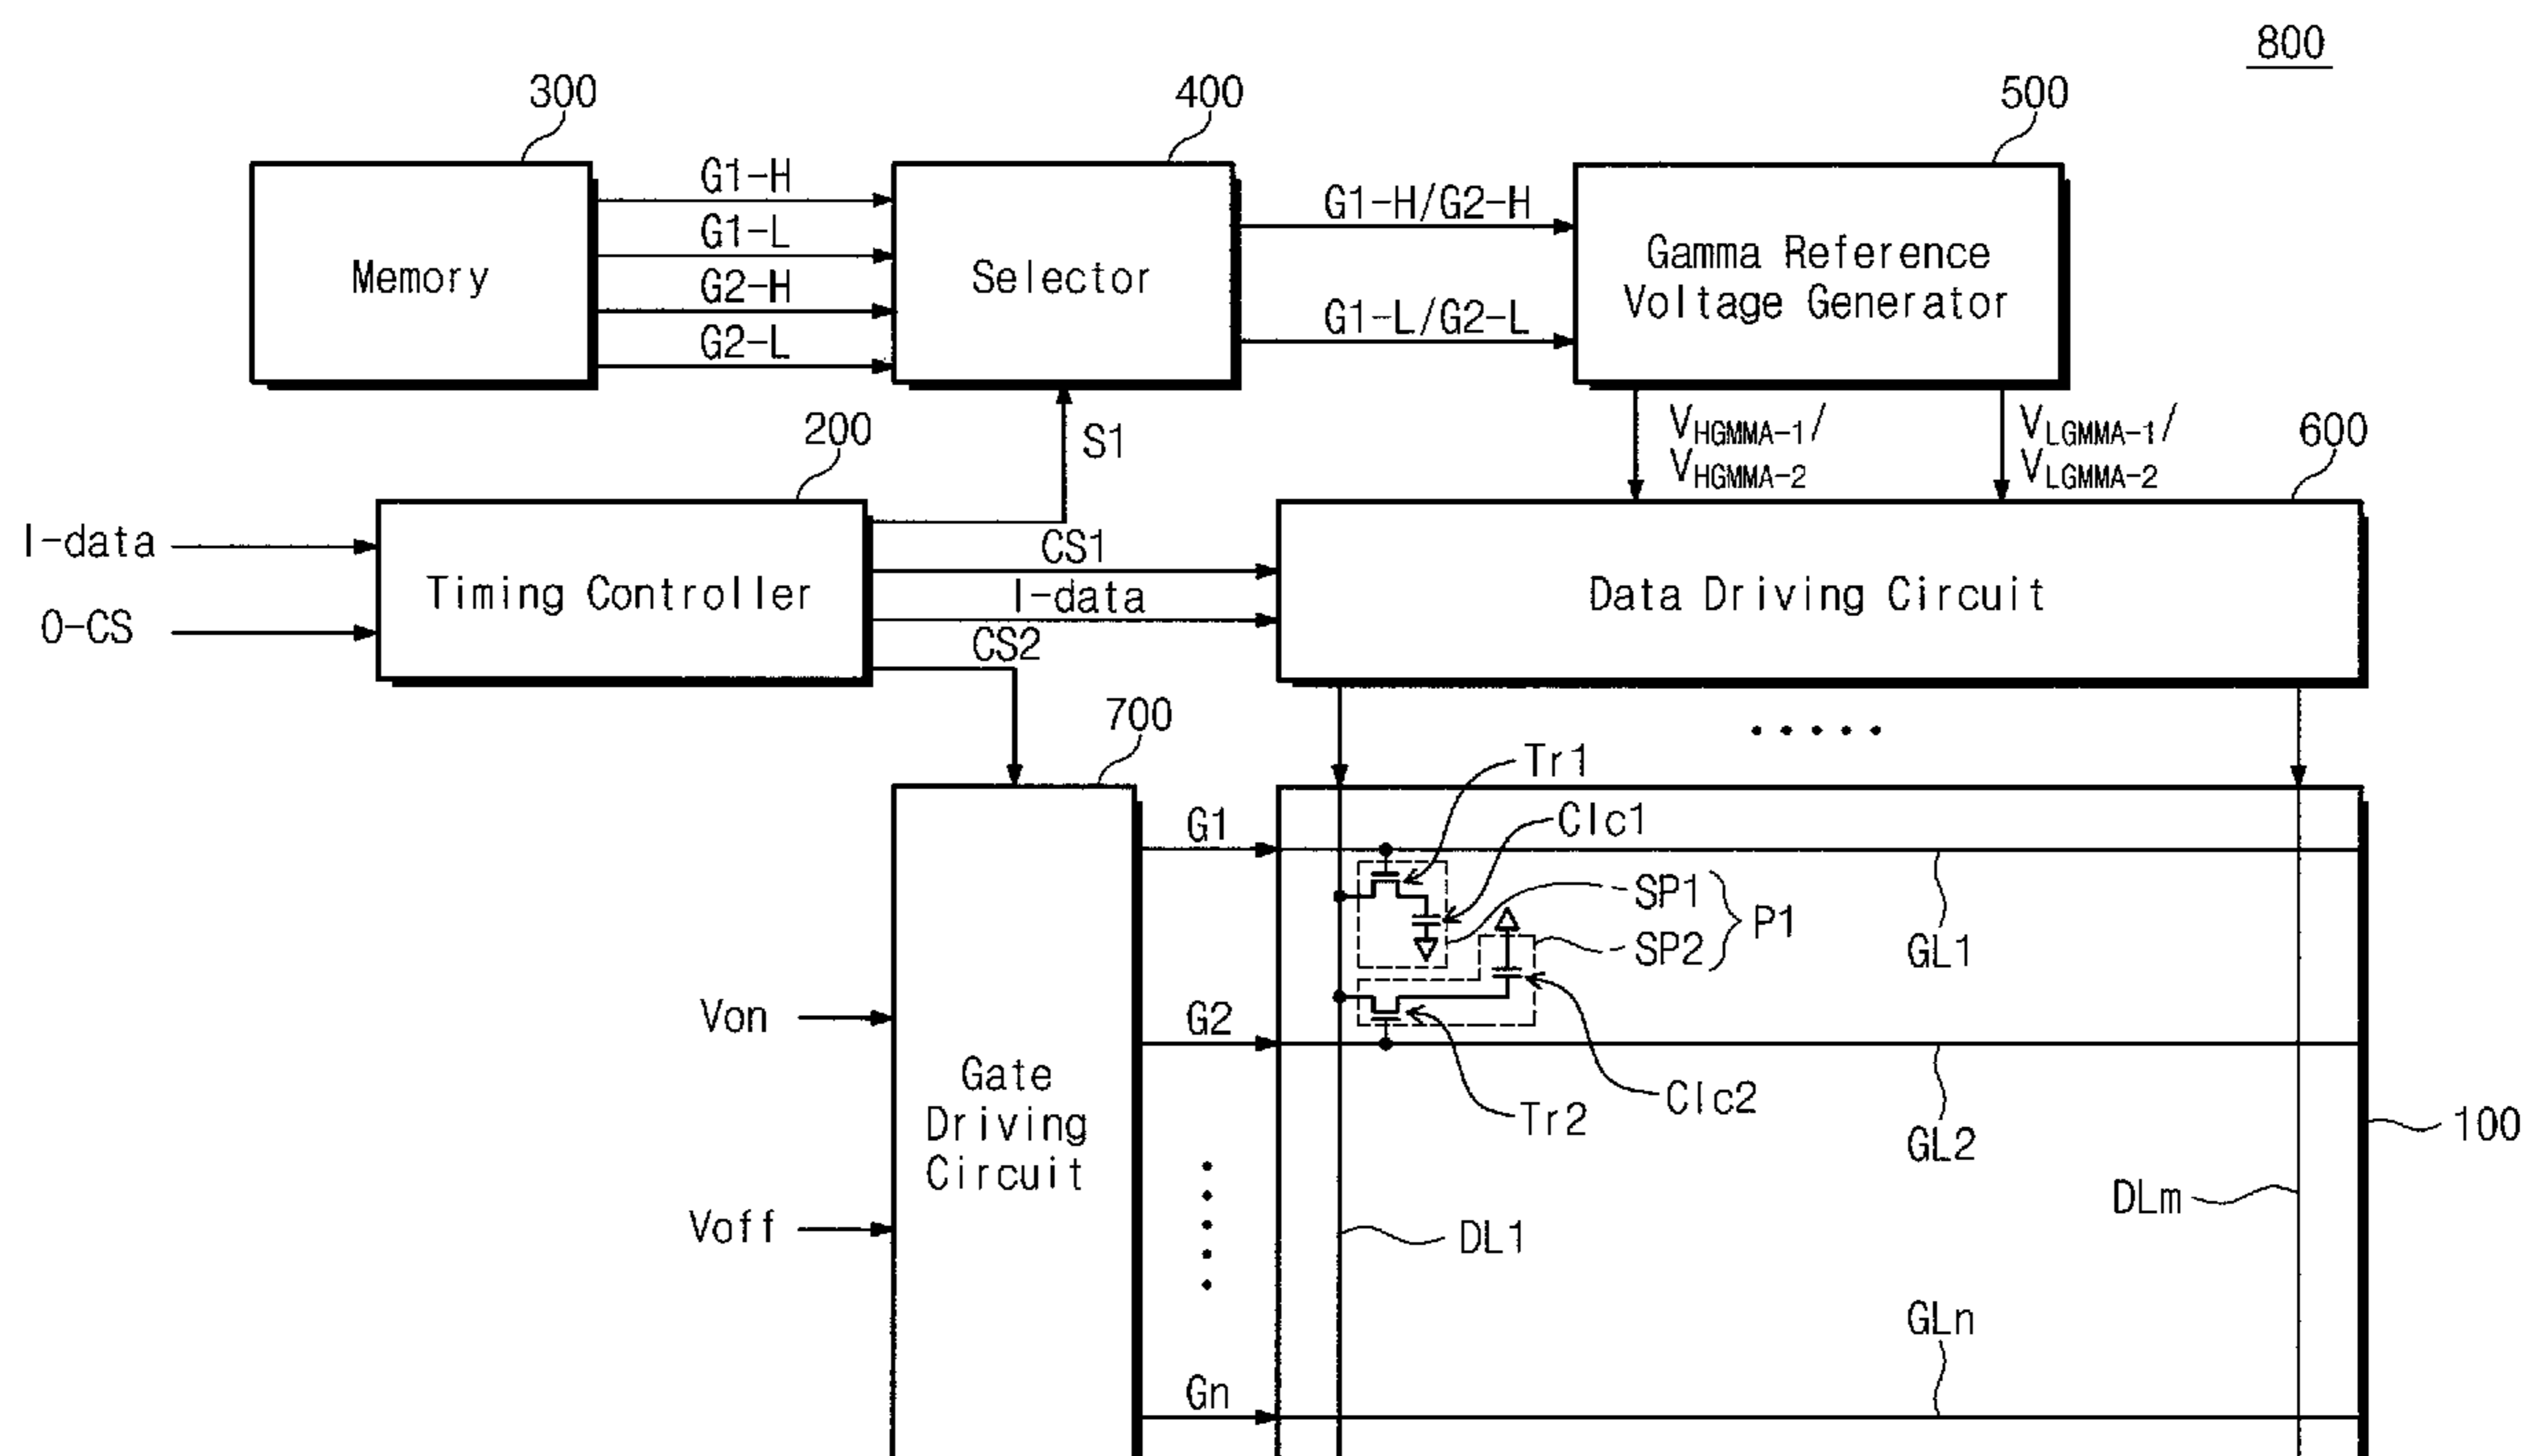 800
300
400
500
G1-H
G1-L
G2-H
G2-L
Memory
Selector
G1-H/G2-H
G1-L/G2-L
Gamma Reference
Voltage Generator
200
S1
VHGMMA-1/
VHGMMA-2
VLGMMA-1/
VLGMMA-2
600
I-data
O-CS
Timing Controller
CS1
I-data
CS2
Data Driving Circuit
700
Tr1
Clc1
G1
SP1
SP2
P1
GL1
Von
G2
Gate
Driving
Circuit
Clc2
Tr2
GL2
100
Voff
DL1
DLm
GLn
Gn